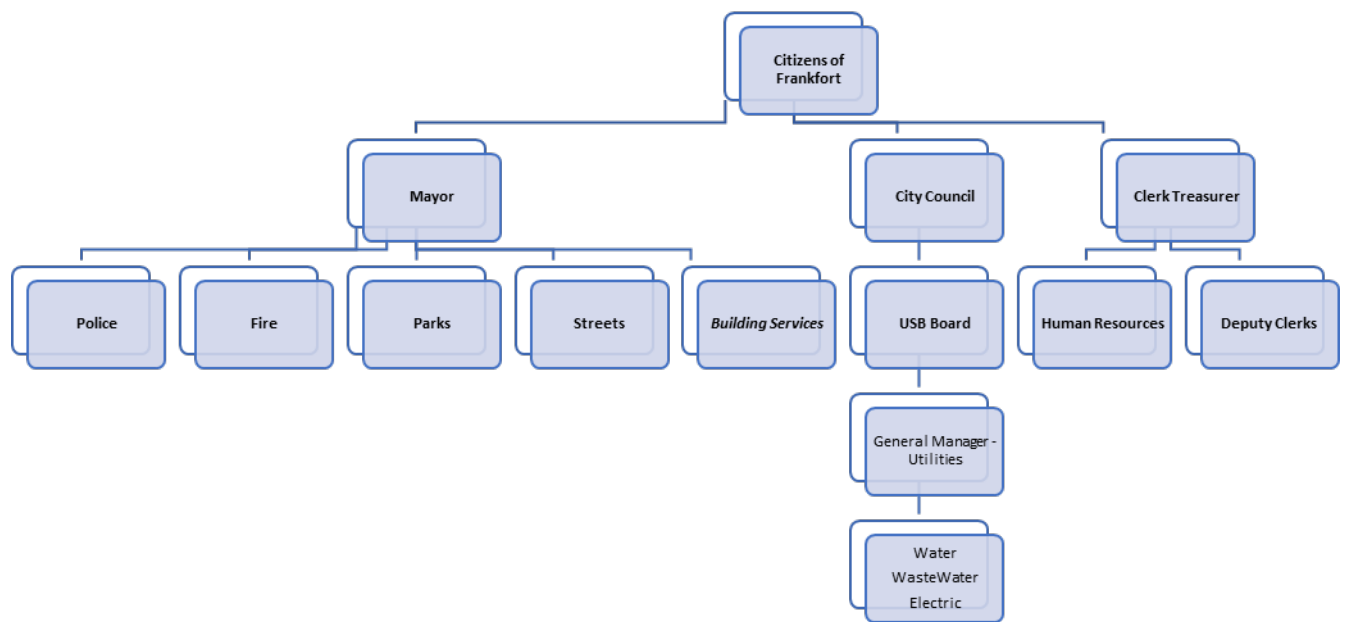 Citizens of
Frankfort
Mayor
City Council
Clerk Treasurer
Police
Fire
Parks
Streets
Building Services
USB Board
Human Resources
Deputy Clerks
General Manager -
Utilities
Water
WasteWater
Electric